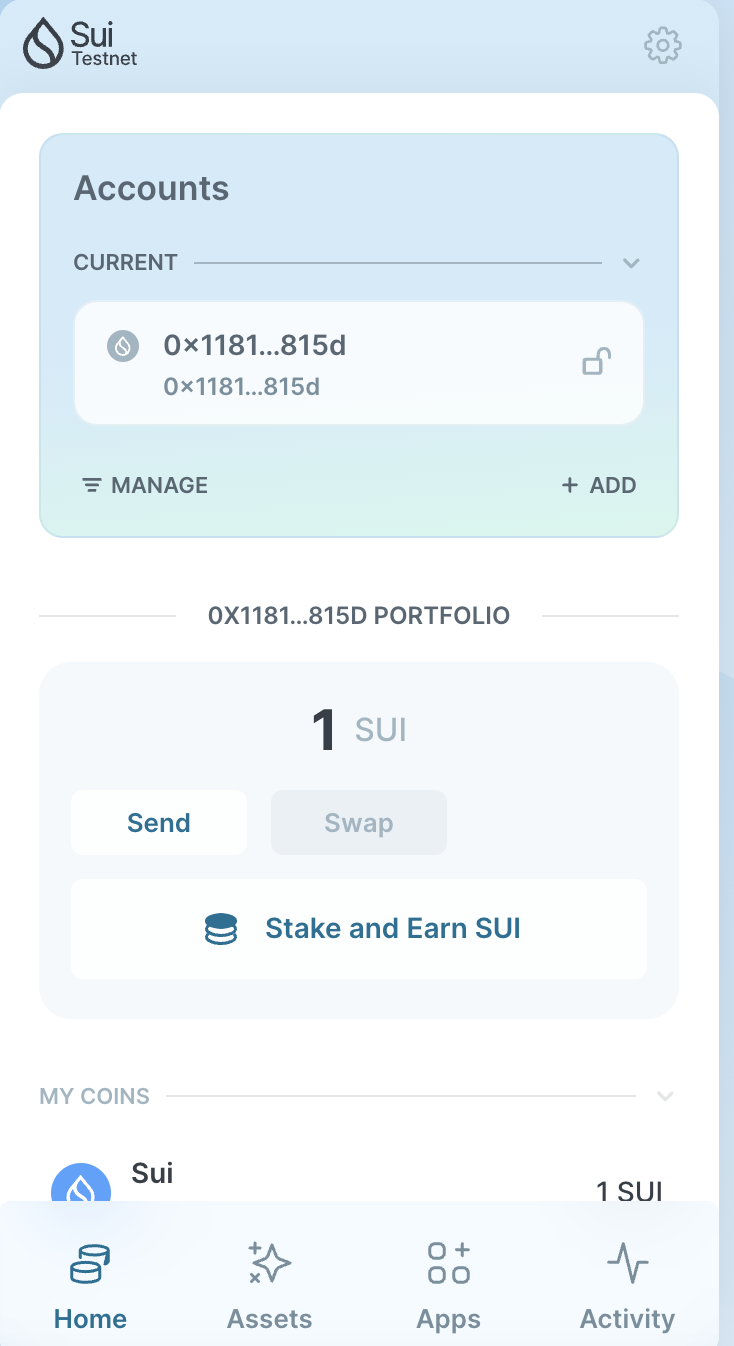 Sui
Testnet
Accounts
CURRENT
0×1181...815d
0×1181...815d
MANAGE
+ ADD
0X1181...815D PORTFOLIO
1 SUI
Send
Swap
Stake and Earn SUI
MY COINS
Sui
1 SUI
Home
Assets
Apps
Activity